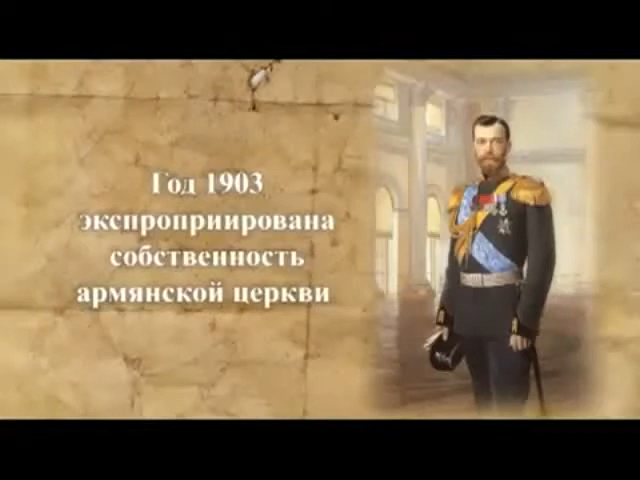 Год 1903
экспроприирована
собственность
армянской церкви